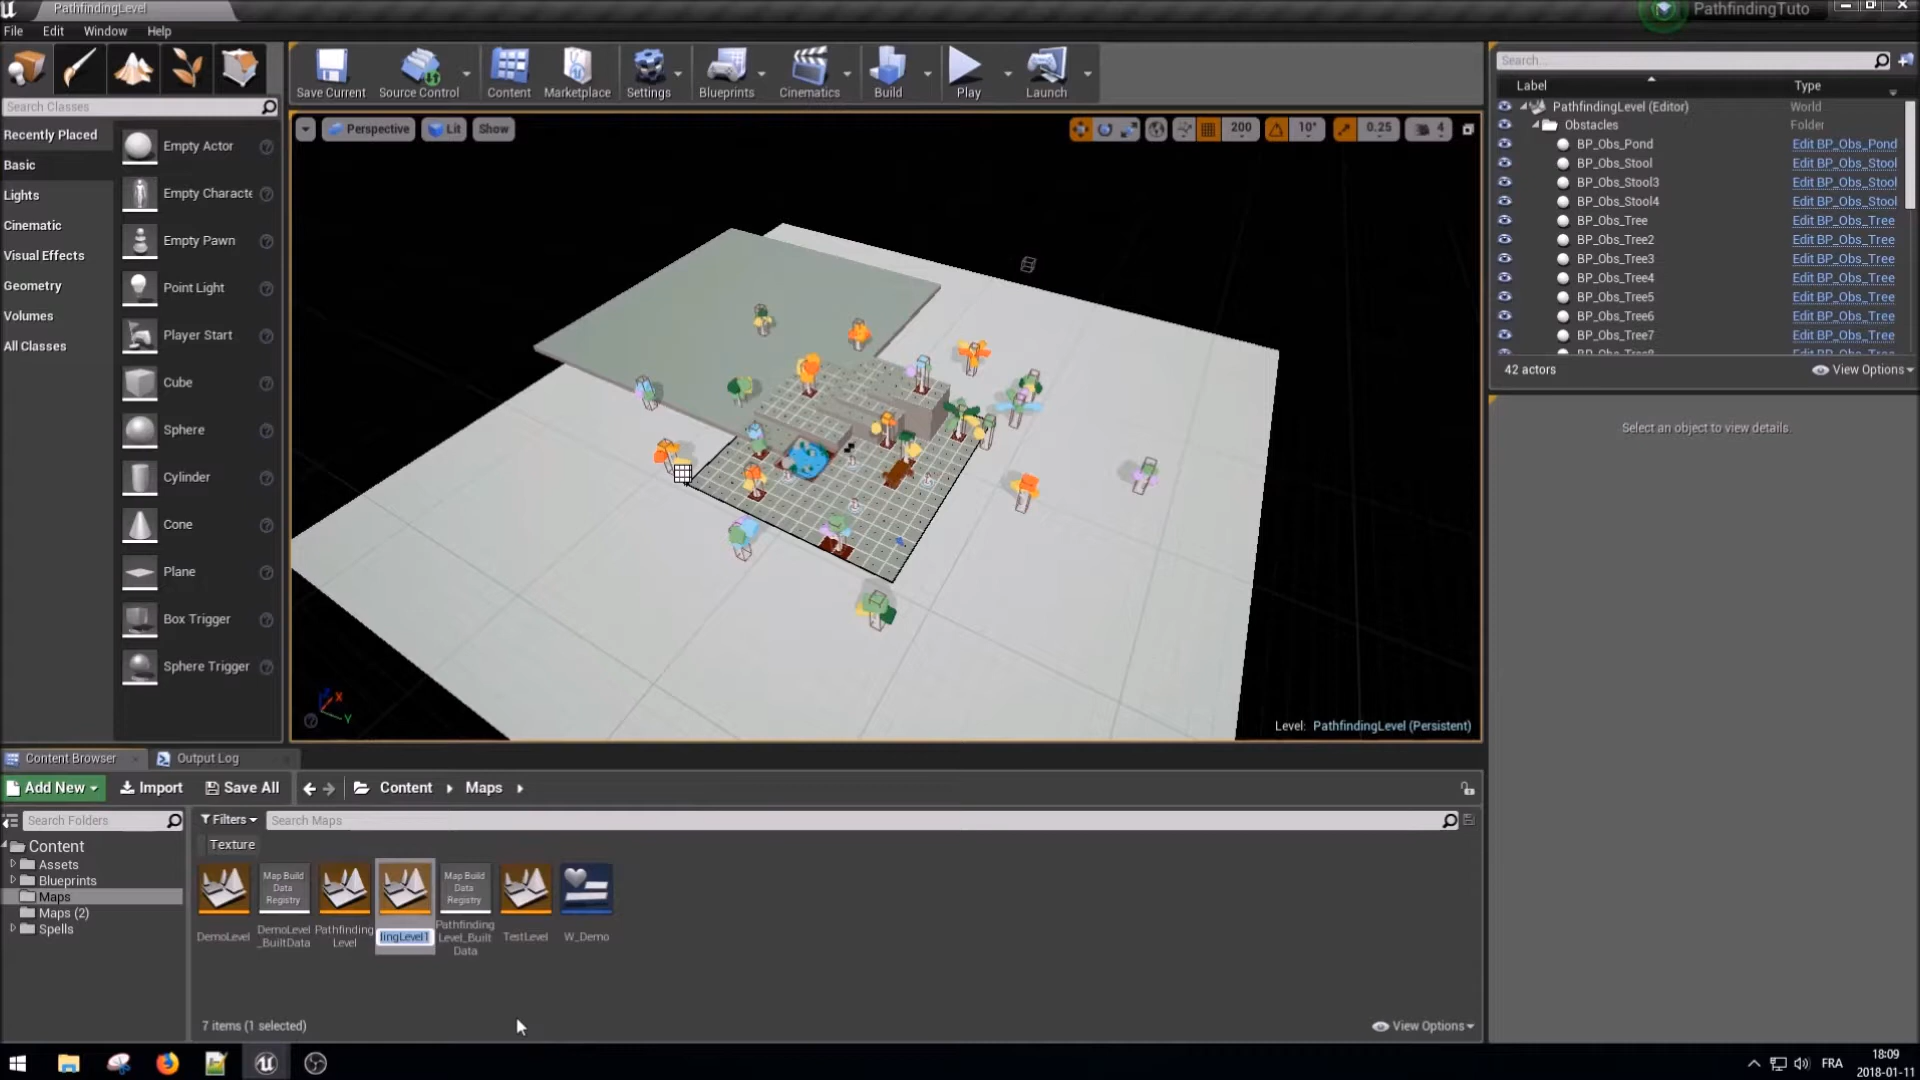 PathfindingLevel
PathfindingTuto
File Edit Window Help
Save Current
Source Control
Content
Marketplace
Settings
Blueprints
Cinematics
Build
Play
Launch
Search Classes
Recently Placed
Basic
Lights
Cinematic
Visual Effects
Geometry
Volumes
All Classes
Empty Actor
Empty Characte
Empty Pawn
Point Light
Player Start
Cube
Sphere
Cylinder
Cone
Plane
Box Trigger
Sphere Trigger
Perspective
Lit
Show
200
10°
0.25
4
X
Y
Level: PathfindingLevel (Persistent)
Search...
Label Type
PathfindingLevel (Editor) World
Obstacles Folder
BP_Obs_Pond Edit BP_Obs_Pond
BP_Obs_Stool Edit BP_Obs_Stool
BP_Obs_Stool3 Edit BP_Obs_Stool
BP_Obs_Stool4 Edit BP_Obs_Stool
BP_Obs_Tree Edit BP_Obs_Tree
BP_Obs_Tree2 Edit BP_Obs_Tree
BP_Obs_Tree3 Edit BP_Obs_Tree
BP_Obs_Tree4 Edit BP_Obs_Tree
BP_Obs_Tree5 Edit BP_Obs_Tree
BP_Obs_Tree6 Edit BP_Obs_Tree
BP_Obs_Tree7 Edit BP_Obs_Tree
42 actors View Options
Select an object to view details.
Content Browser
Output Log
Add New
Import
Save All
Content Maps
Search Folders
Filters
Search Maps
Texture
Content
Assets
Blueprints
Maps
Maps (2)
Spells
DemoLevel
Map Build
Data
Registry
DemoLevel
_BuiltData
Pathfinding
Level
lingLevel1
Map Build
Data
Registry
Pathfinding
Level_Built
Data
TestLevel
W_Demo
7 items (1 selected)
View Options
FRA
18:09
2018-01-11